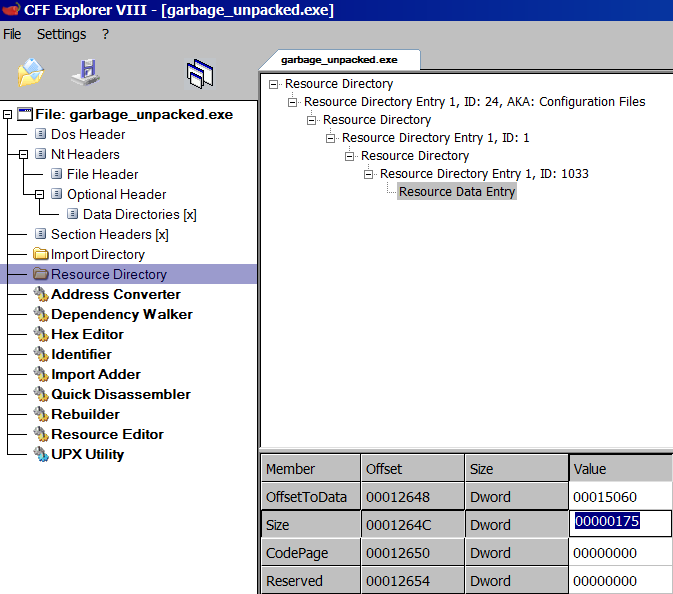 CFF Explorer VIII - [garbage_unpacked.exe]
File Settings ?
garbage_unpacked.exe
File: garbage_unpacked.exe
Dos Header
Nt Headers
File Header
Optional Header
Data Directories [x]
Section Headers [x]
Import Directory
Resource Directory
Address Converter
Dependency Walker
Hex Editor
Identifier
Import Adder
Quick Disassembler
Rebuilder
Resource Editor
UPX Utility
Resource Directory
Resource Directory Entry 1, ID: 24, AKA: Configuration Files
Resource Directory
Resource Directory Entry 1, ID: 1
Resource Directory
Resource Directory Entry 1, ID: 1033
Resource Data Entry
Member Offset Size Value
OffsetToData 00012648 Dword 00015060
Size 0001264C Dword 00000175
CodePage 00012650 Dword 00000000
Reserved 00012654 Dword 00000000